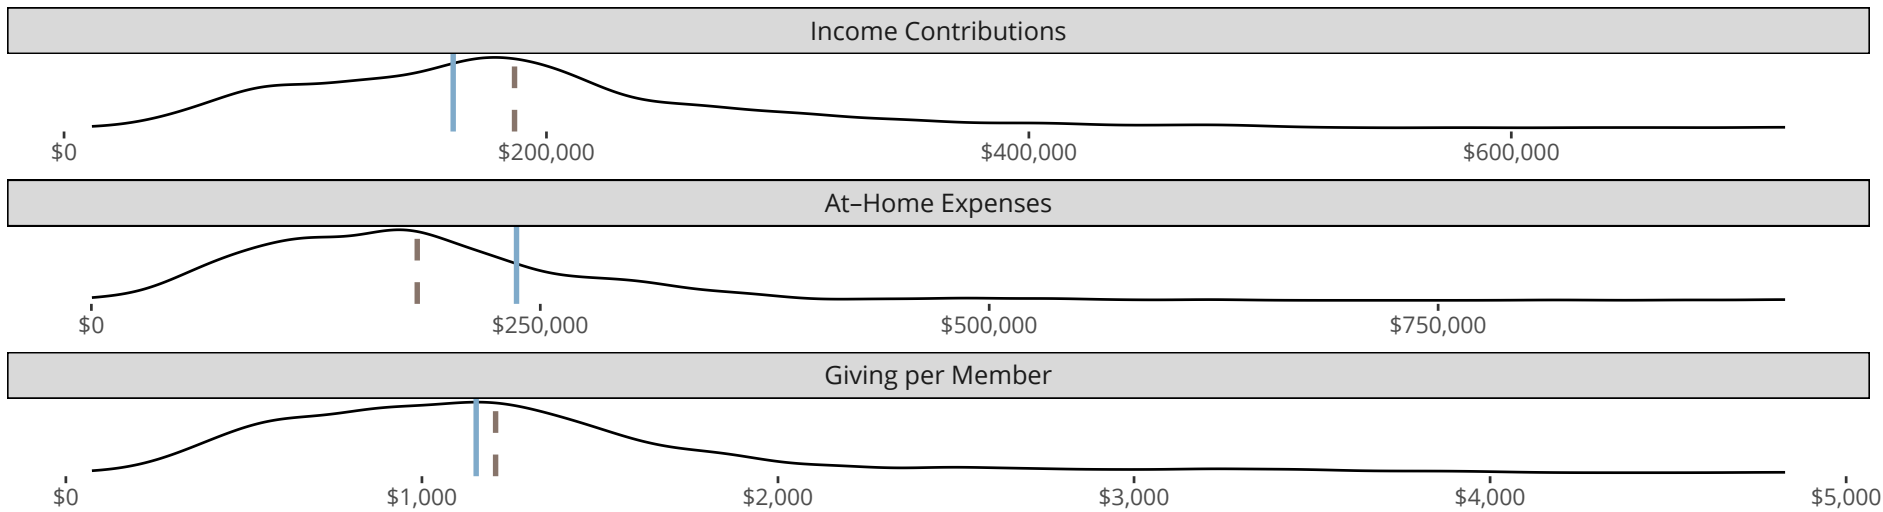 Income Contributions
$0 $200,000 $400,000 $600,000
At–Home Expenses
$0 $250,000 $500,000 $750,000
Giving per Member
$0 $1,000 $2,000 $3,000 $4,000 $5,000